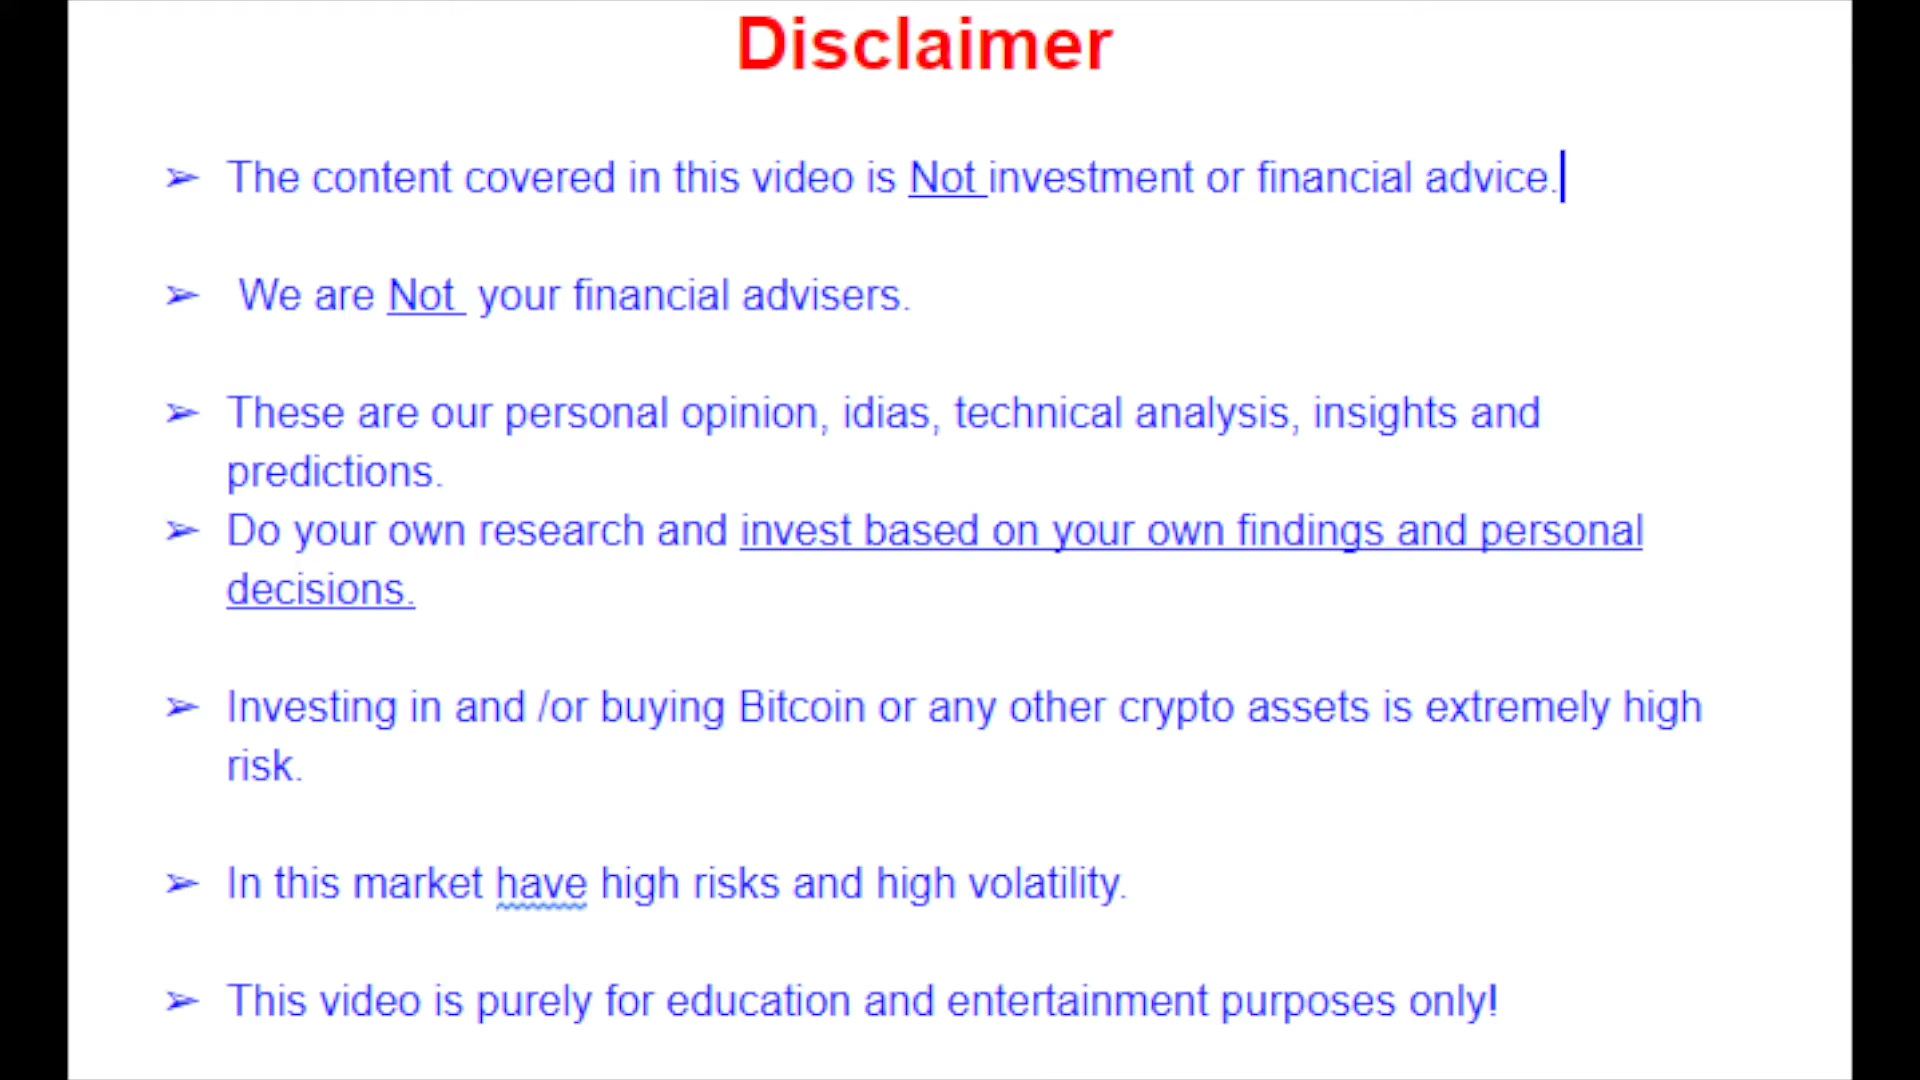 Disclaimer
➢ The content covered in this video is Not investment or financial advice.
➢ We are Not your financial advisers.
➢ These are our personal opinion, idias, technical analysis, insights and
predictions.
➢ Do your own research and invest based on your own findings and personal
decisions.
➢ Investing in and /or buying Bitcoin or any other crypto assets is extremely high
risk.
➢ In this market have high risks and high volatility.
➢ This video is purely for education and entertainment purposes only!